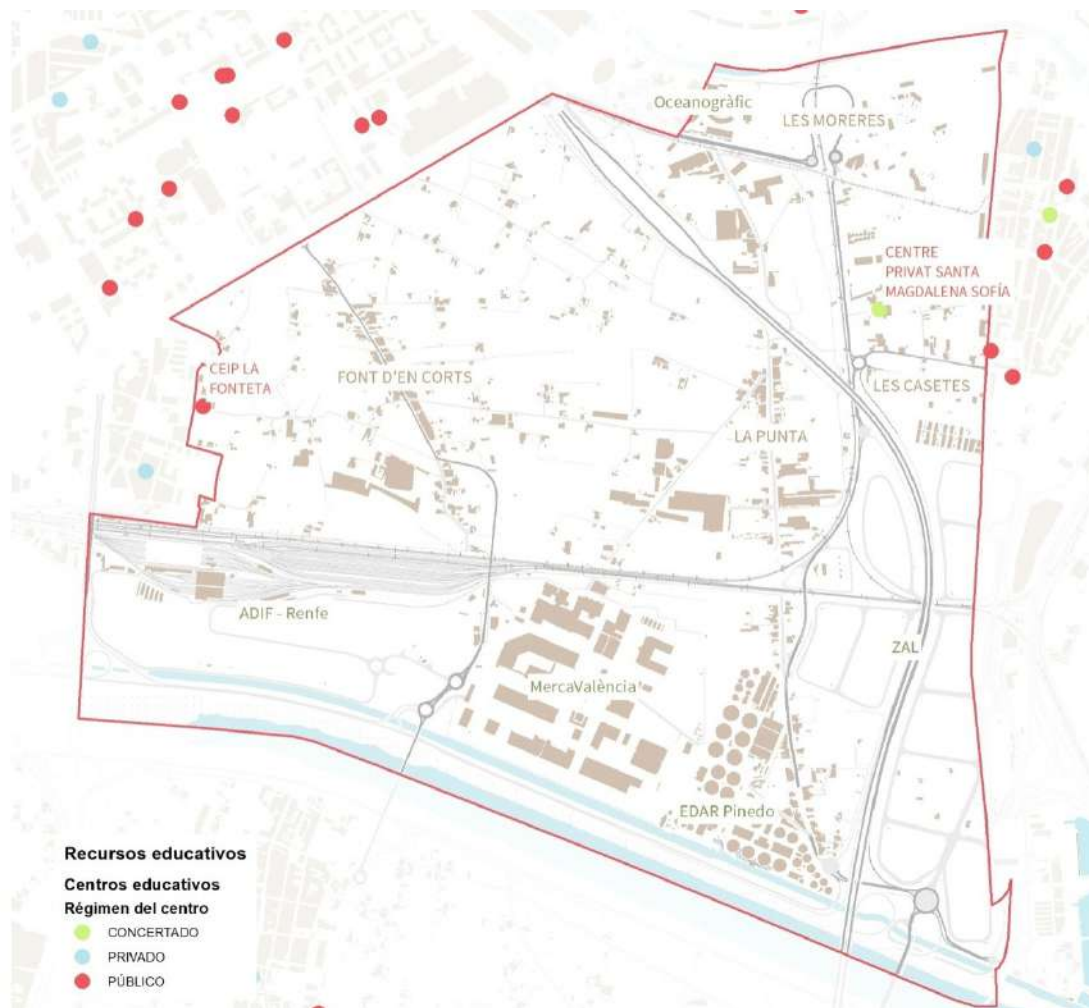 Oceanogràfic
LES MORERES
CENTRE
PRIVAT SANTA
MAGDALENA SOFÍA
CEIP LA
FONTETA
FONT D'EN CORTS
LES CASETES
LA PUNTA
ADIF - Renfe
ZAL
MercaValència
EDAR Pinedo
Recursos educativos
Centros educativos
Régimen del centro
CONCERTADO
PRIVADO
PÚBLICO